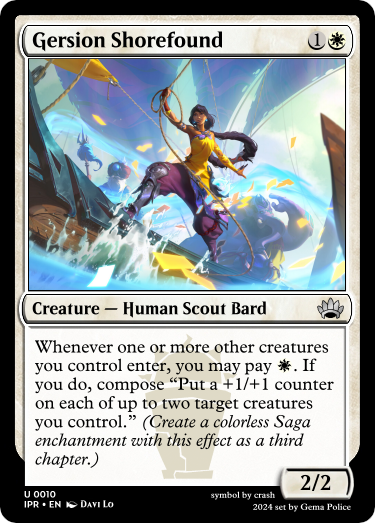 Gersion Shorefound
1
Creature — Human Scout Bard
Whenever one or more other creatures
you control enter, you may pay . If
you do, compose “Put a +1/+1 counter
on each of up to two target creatures
you control.” (Create a colorless Saga
enchantment with this effect as a third
chapter.)
2/2
U 0010
IPR • EN Davi Lo
symbol by crash
2024 set by Gema Police